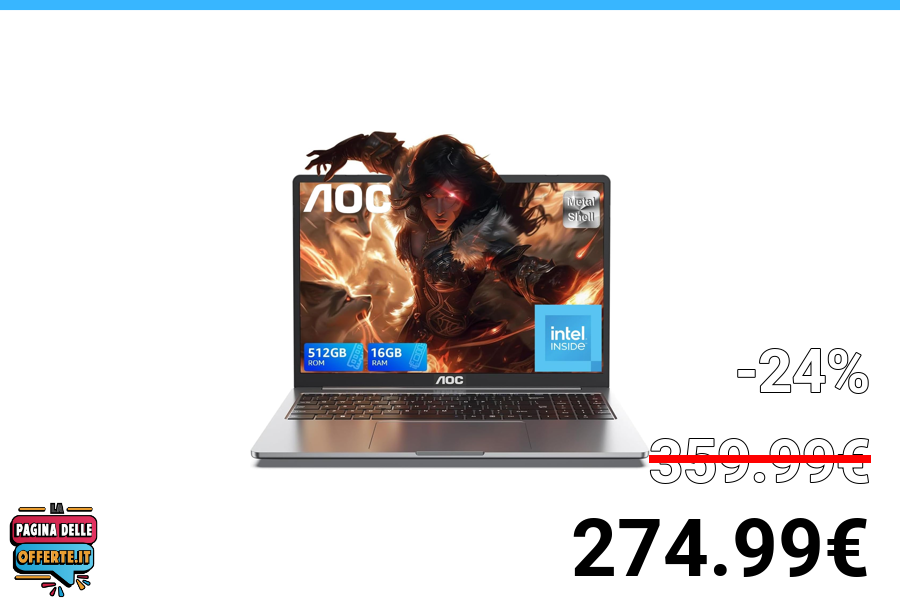 AOC
Metal
Shell
intel
INSIDE
512GB
ROM
16GB
RAM
AOC
-24%
359.99€
274.99€
LA
PAGINA DELLE
OFFERTE.IT